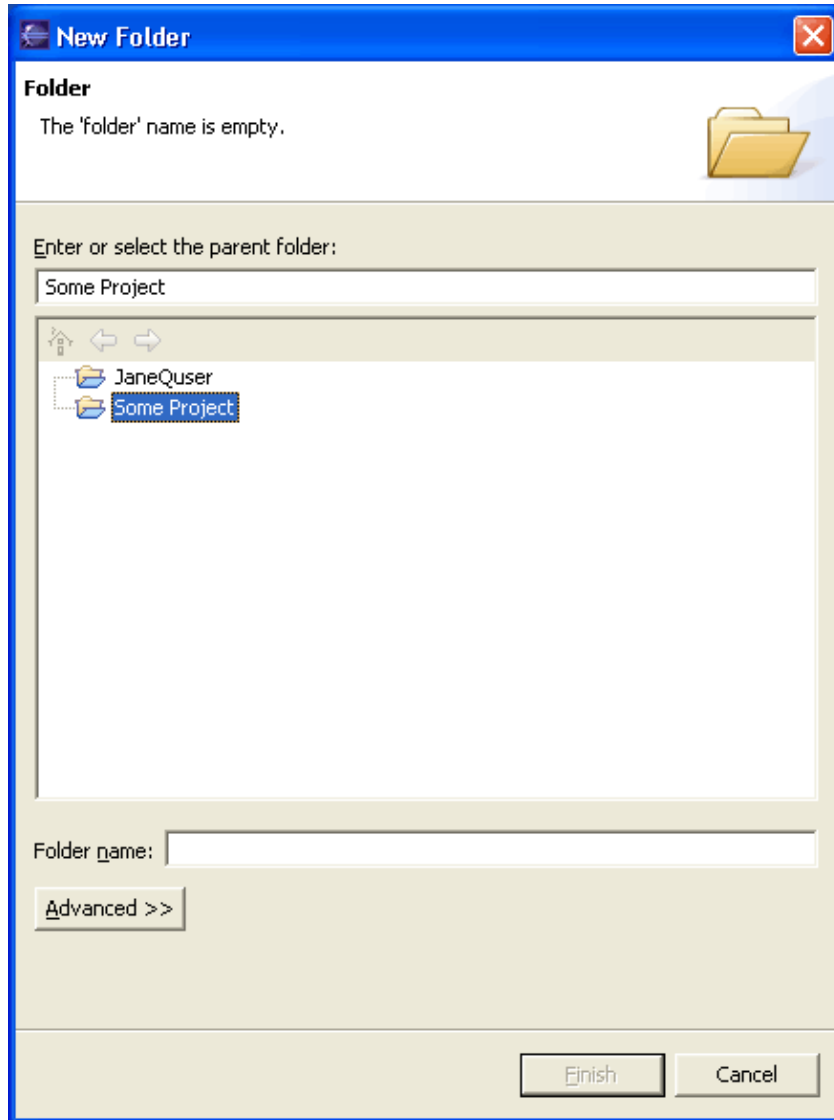 New Folder
Folder
The 'folder' name is empty.
Enter or select the parent folder:
Some Project
JaneQuser
Some Project
Folder name:
Advanced >>
Finish Cancel